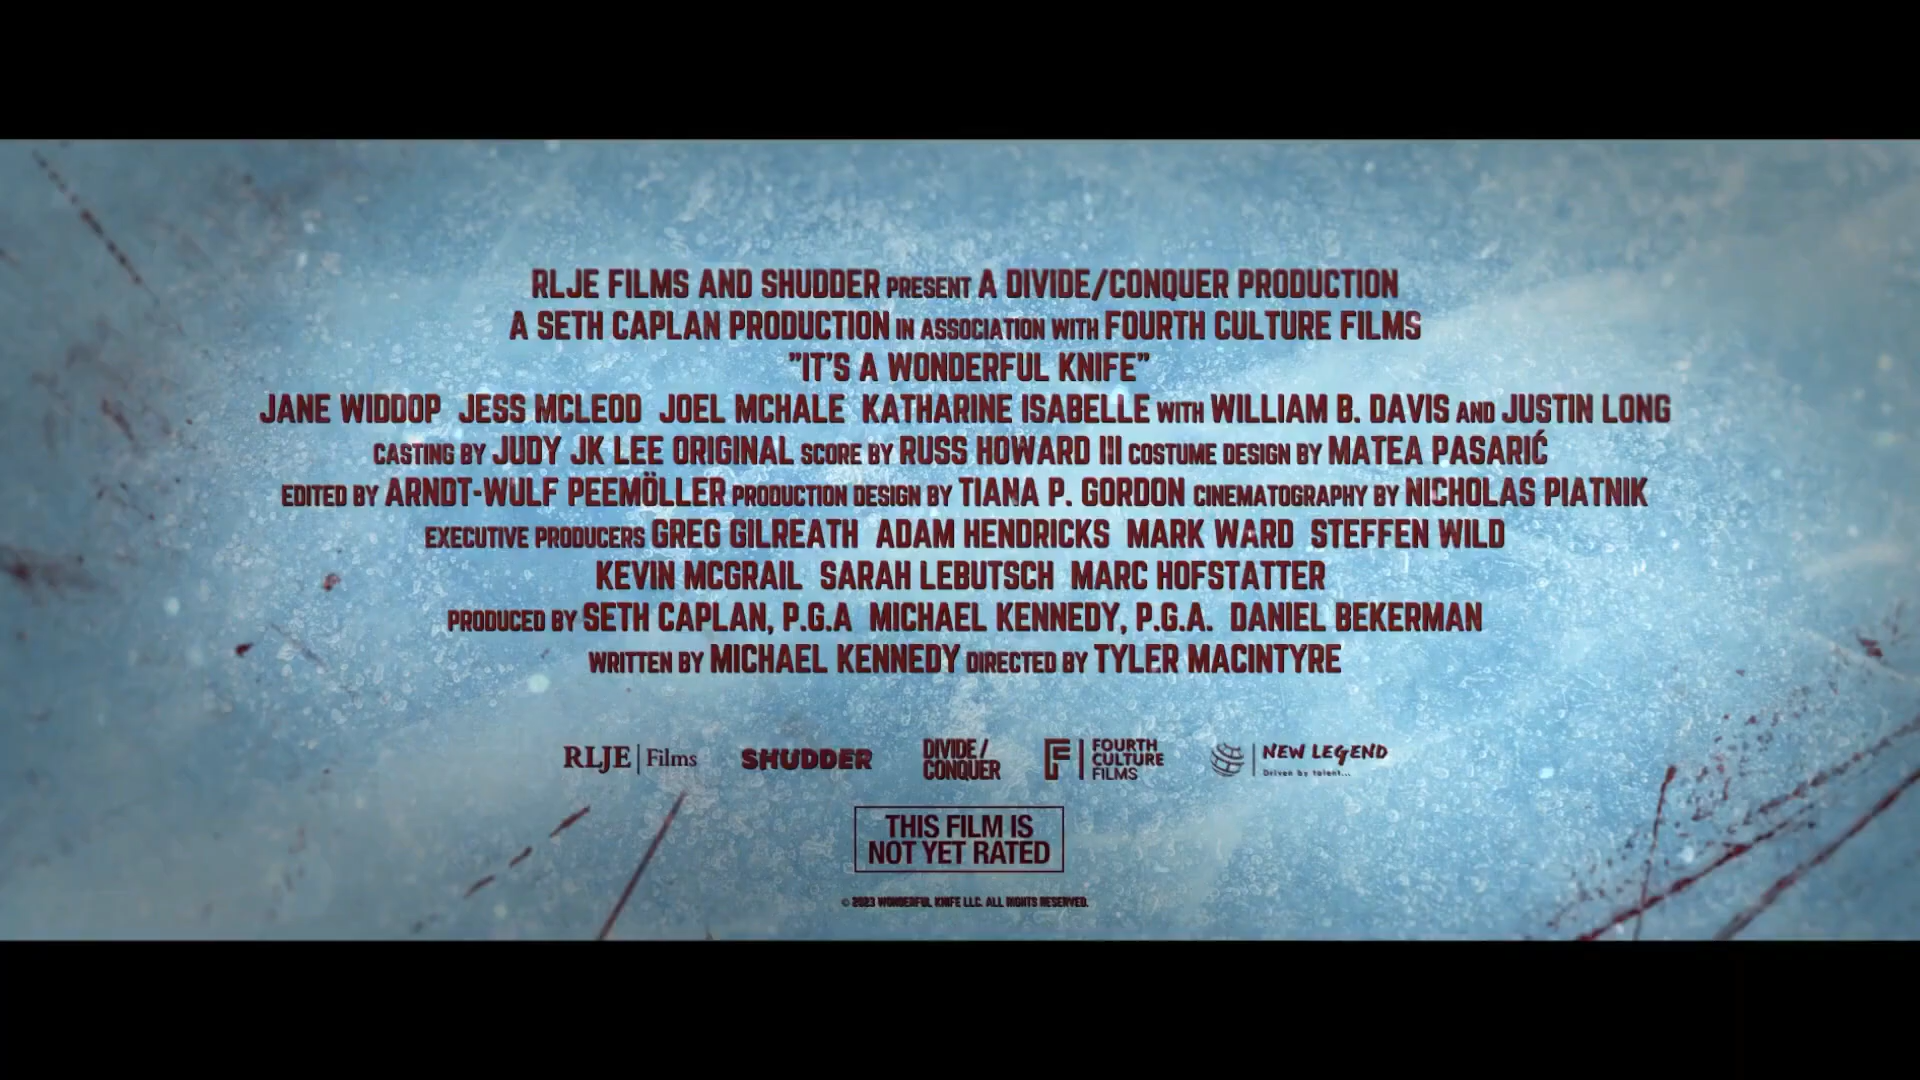 RLJE FILMS AND SHUDDER PRESENT A DIVIDE/CONQUER PRODUCTION
A SETH CAPLAN PRODUCTION IN ASSOCIATION WITH FOURTH CULTURE FILMS
"IT'S A WONDERFUL KNIFE"
JANE WIDDOP JESS MCLEOD JOEL MCHALE KATHARINE ISABELLE WITH WILLIAM B. DAVIS AND JUSTIN LONG
CASTING BY JUDY JK LEE ORIGINAL SCORE BY RUSS HOWARD III COSTUME DESIGN BY MATEA PASARIĆ
EDITED BY ARNDT-WULF PEEMÖLLER PRODUCTION DESIGN BY TIANA P. GORDON CINEMATOGRAPHY BY NICHOLAS PIATNIK
EXECUTIVE PRODUCERS GREG GILREATH ADAM HENDRICKS MARK WARD STEFFEN WILD
KEVIN MCGRAIL SARAH LEBUTSCH MARC HOFSTATTER
PRODUCED BY SETH CAPLAN, P.G.A MICHAEL KENNEDY, P.G.A. DANIEL BEKERMAN
WRITTEN BY MICHAEL KENNEDY DIRECTED BY TYLER MACINTYRE
RLJE | Films
SHUDDER
DIVIDE/
CONQUER
FOURTH
CULTURE
FILMS
NEW LEGEND
Driven by talent...
THIS FILM IS
NOT YET RATED
© 2023 WONDERFUL KNIFE LLC. ALL RIGHTS RESERVED.